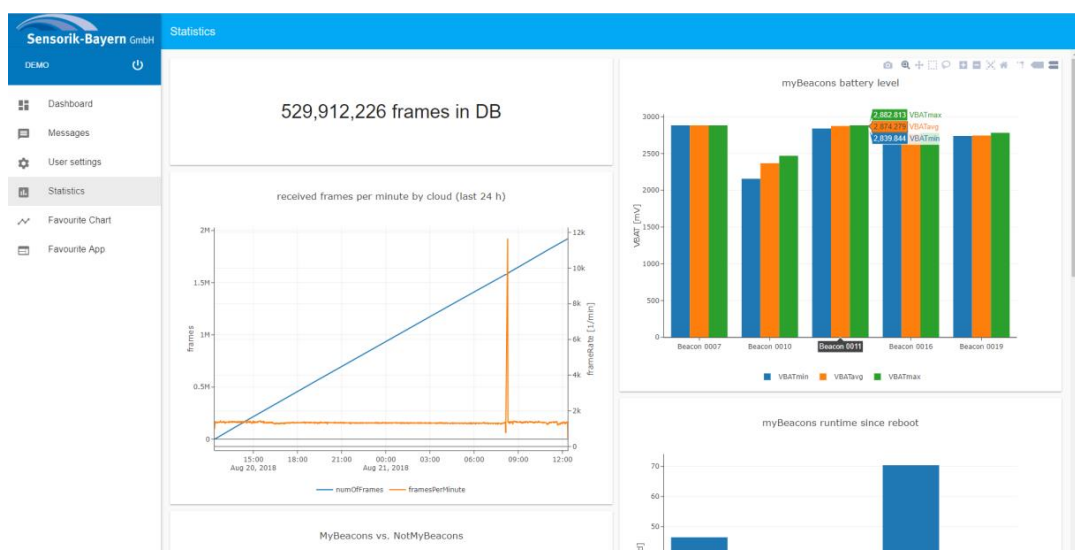 Sensorik-Bayern GmbH
DEMO
Dashboard
Messages
User settings
Statistics
Favourite Chart
Favourite App
Statistics
529,912,226 frames in DB
received frames per minute by cloud (last 24 h)
2M
1.5M
1M
0.5M
0
frames
12k
10k
8k
6k
4k
2k
0
frameRate [1/min]
15:00 18:00 21:00 00:00 03:00 06:00 09:00 12:00
Aug 20, 2018 Aug 21, 2018
numOfFrames framesPerMinute
MyBeacons vs. NotMyBeacons
myBeacons battery level
2,882.813 VBATmax
2,874.279 VBATavg
2,839.844 VBATmin
3000
2500
2000
1500
1000
500
0
VBAT [mV]
Beacon 0007 Beacon 0010 Beacon 0011 Beacon 0016 Beacon 0019
VBATmin VBATavg VBATmax
myBeacons runtime since reboot
70
60
50